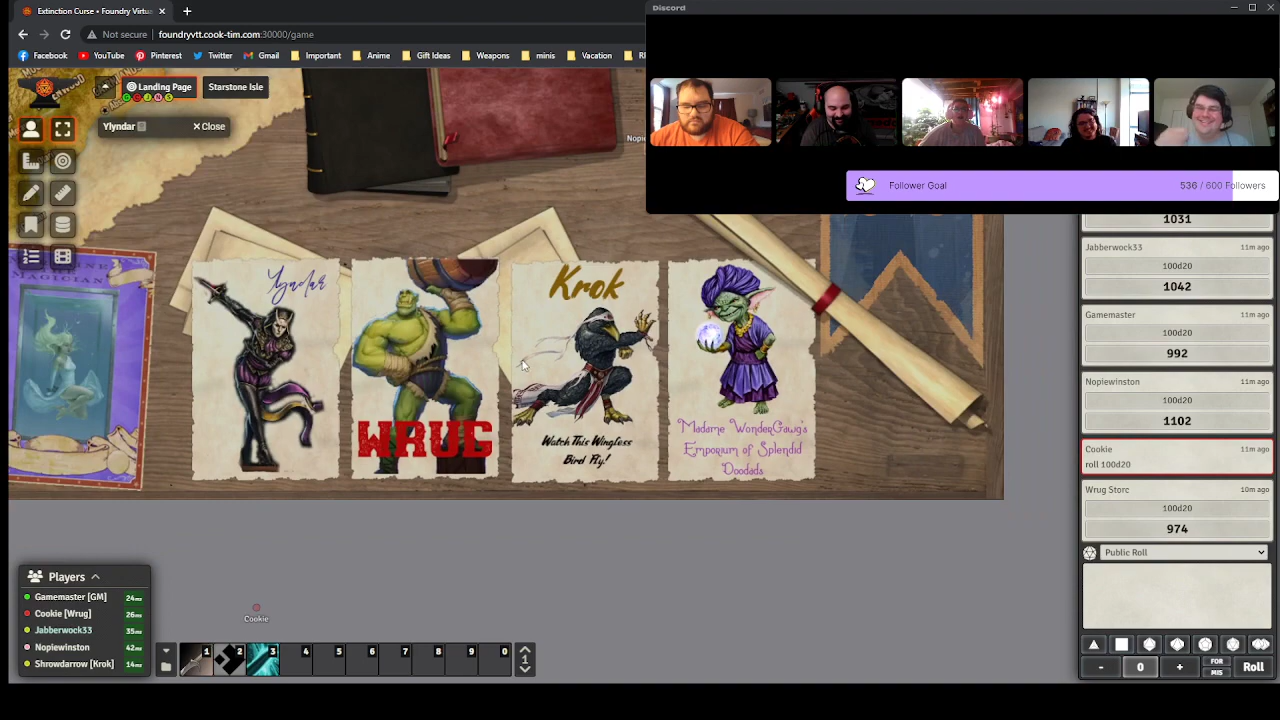 Extinction Curse • Foundry Virtu
Discord
Not secure
foundryvtt.cook-tim.com:30000/game
Facebook
YouTube
Pinterest
Twitter
Gmail
Important
Anime
Gift Ideas
Weapons
minis
Vacation
Landing Page
Starstone Isle
C
J
N
S
Ylyndar
Close
Follower Goal
536 / 600 Followers
1031
Jabberwock33
11m ago
100d20
1042
Gamemaster
11m ago
100d20
992
Nopiewinston
11m ago
100d20
1102
Cookie
11m ago
roll 100d20
Wrug Storc
10m ago
100d20
974
Public Roll
MAGICIAN
WRUG
Krok
Watch This Wingless
Bird Fly!
Madame WonderGawg's
Emporium of Splendid
Doodads
Players
Gamemaster [GM]
24ms
Cookie [Wrug]
26ms
Jabberwock33
35ms
Nopiewinston
42ms
Shrowdarrow [Krok]
14ms
Cookie
1
2
3
4
5
6
7
8
9
0
1
-
0
+
FOR
MIS
Roll